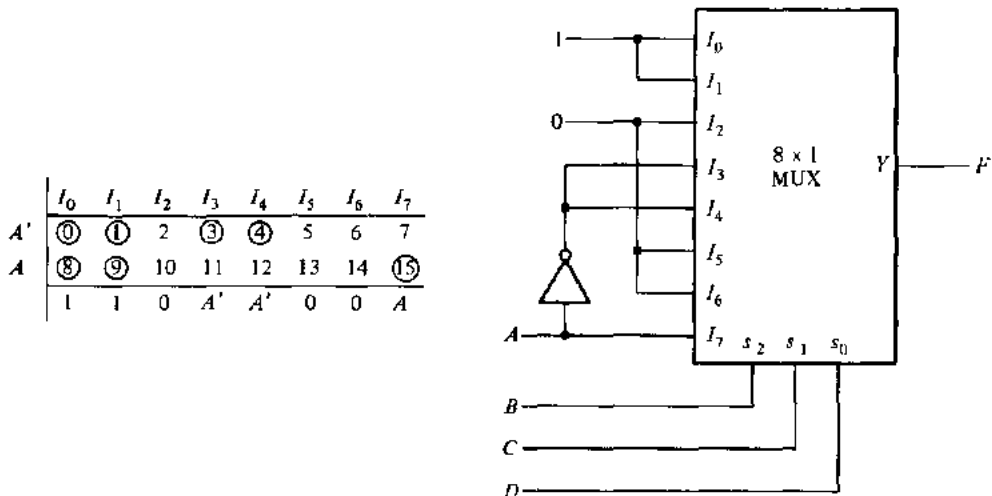 I₀ I₁ I₂ I₃ I₄ I₅ I₆ I₇
A' 0 1 2 3 4 5 6 7
A 8 9 10 11 12 13 14 15
1 1 0 A' A' 0 0 A
1
0
A
B
C
D
I₀
I₁
I₂
I₃
I₄
I₅
I₆
I₇
8 × 1
MUX
Y
F
s₂ s₁ s₀